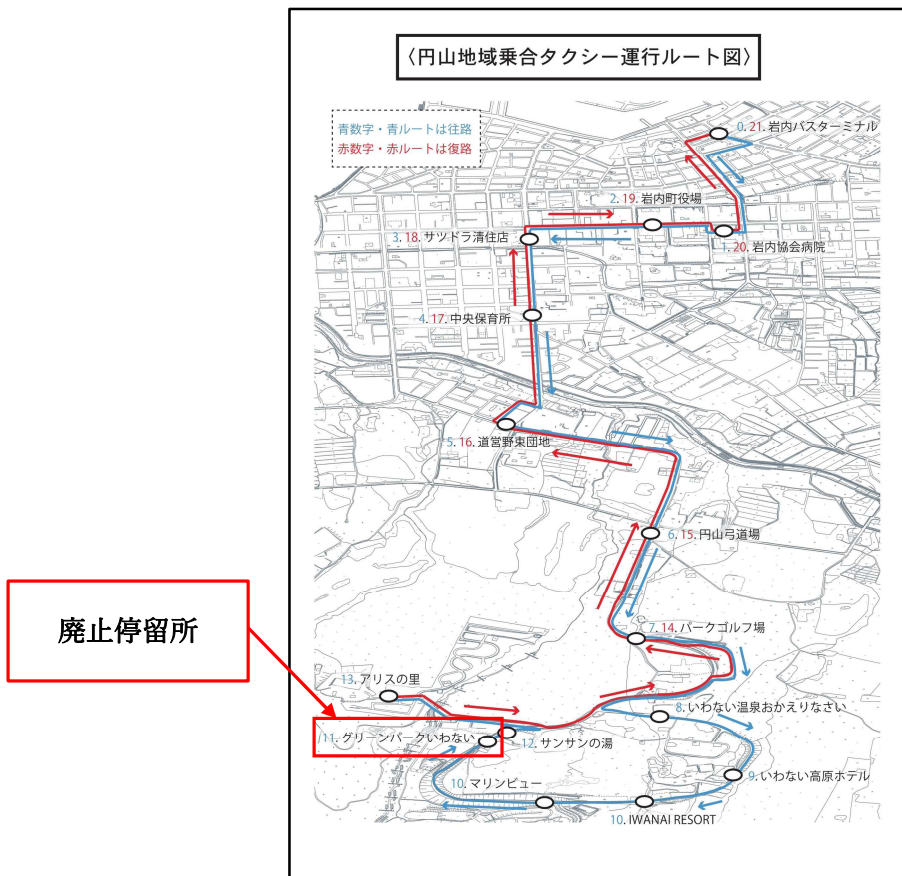 〈円山地域乗合タクシー運行ルート図〉
青数字・青ルートは往路
赤数字・赤ルートは復路
0. 21. 岩内バスターミナル
2. 19. 岩内町役場
3. 18. サツドラ清住店
1. 20. 岩内協会病院
4. 17. 中央保育所
5. 16. 道営野束団地
6. 15. 円山弓道場
廃止停留所
7. 14. パークゴルフ場
13. アリスの里
8. いわない温泉おかえりなさい
11. グリーンパークいわない
12. サンサンの湯
10. マリンビュー
9. いわない高原ホテル
10. IWANAI RESORT